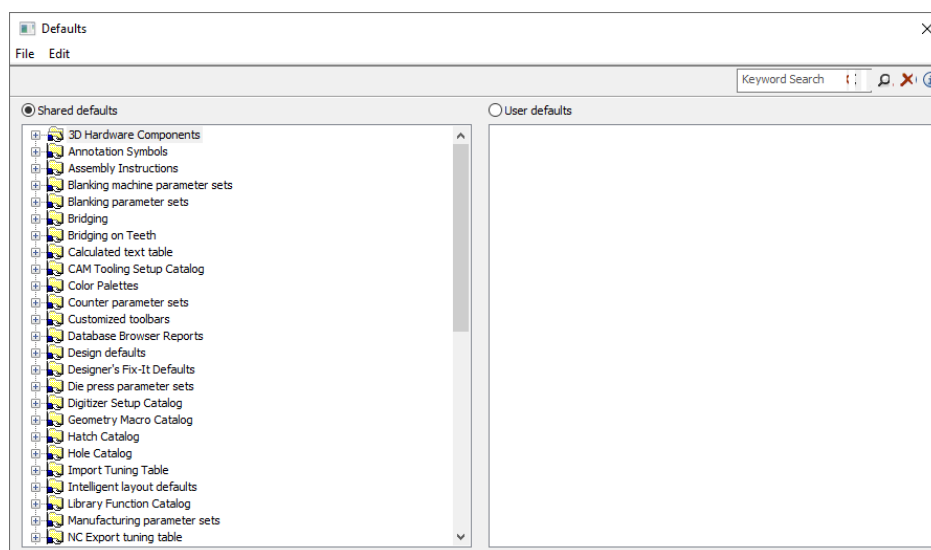 Defaults
File Edit
Keyword Search
Shared defaults
User defaults
3D Hardware Components
Annotation Symbols
Assembly Instructions
Blanking machine parameter sets
Blanking parameter sets
Bridging
Bridging on Teeth
Calculated text table
CAM Tooling Setup Catalog
Color Palettes
Counter parameter sets
Customized toolbars
Database Browser Reports
Design defaults
Designer's Fix-It Defaults
Die press parameter sets
Digitizer Setup Catalog
Geometry Macro Catalog
Hatch Catalog
Hole Catalog
Import Tuning Table
Intelligent layout defaults
Library Function Catalog
Manufacturing parameter sets
NC Export tuning table